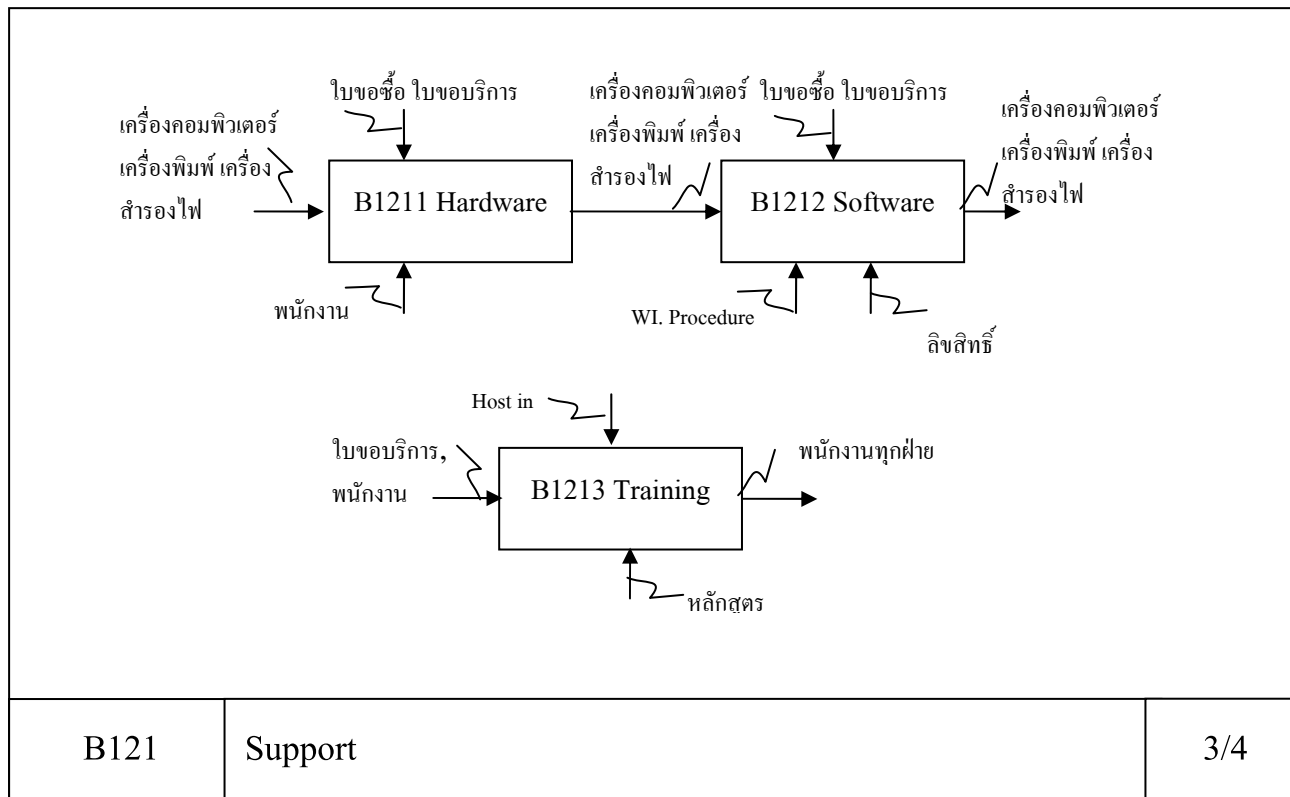 ใบขอซื้อ ใบขอบริการ
เครื่องคอมพิวเตอร์
เครื่องพิมพ์ เครื่อง
สำรองไฟ
B1211 Hardware
พนักงาน
เครื่องคอมพิวเตอร์
เครื่องพิมพ์ เครื่อง
สำรองไฟ
ใบขอซื้อ ใบขอบริการ
B1212 Software
WI. Procedure
ลิขสิทธิ์
เครื่องคอมพิวเตอร์
เครื่องพิมพ์ เครื่อง
สำรองไฟ
Host in
ใบขอบริการ,
พนักงาน
B1213 Training
พนักงานทุกฝ่าย
หลักสูตร
B121
Support
3/4